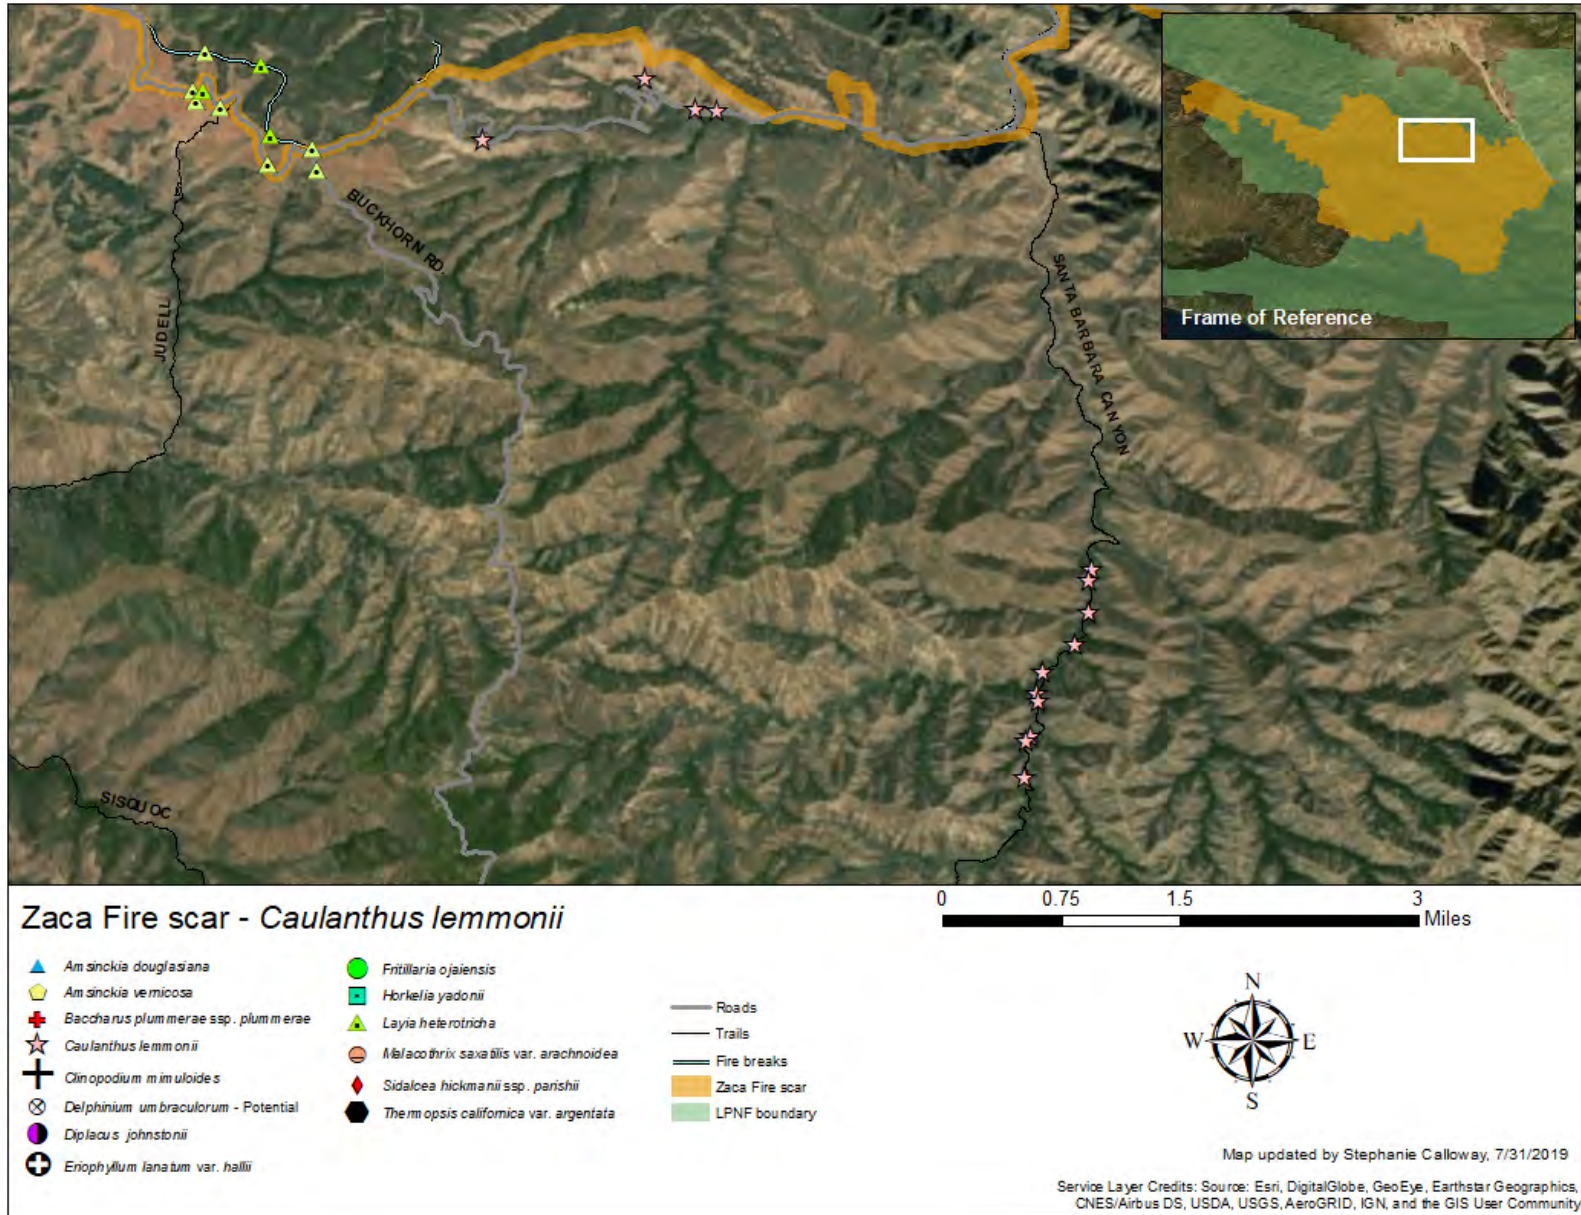 Frame of Reference
BUCKHORN RD.
JUDELL
SANTA BARBARA CANYON
SISQUOC
Zaca Fire scar - Caulanthus lemmonii
0 0.75 1.5 3
Miles
Amsinckia douglasiana
Amsinckia vernicosa
Baccharus plummerae ssp. plummerae
Caulanthus lemmonii
Clinopodium mimuloides
Delphinium umbraculorum - Potential
Diplacus johnstonii
Eriophyllum lanatum var. hallii
Fritillaria ojaiensis
Horkelia yadonii
Layia heterotricha
Malacothrix saxatilis var. arachnoidea
Sidalcea hickmanii ssp. parishii
Thermopsis californica var. argentata
Roads
Trails
Fire breaks
Zaca Fire scar
LPNF boundary
N
W E
S
Map updated by Stephanie Calloway, 7/31/2019
Service Layer Credits: Source: Esri, DigitalGlobe, GeoEye, Earthstar Geographics,
CNES/Airbus DS, USDA, USGS, AeroGRID, IGN, and the GIS User Community